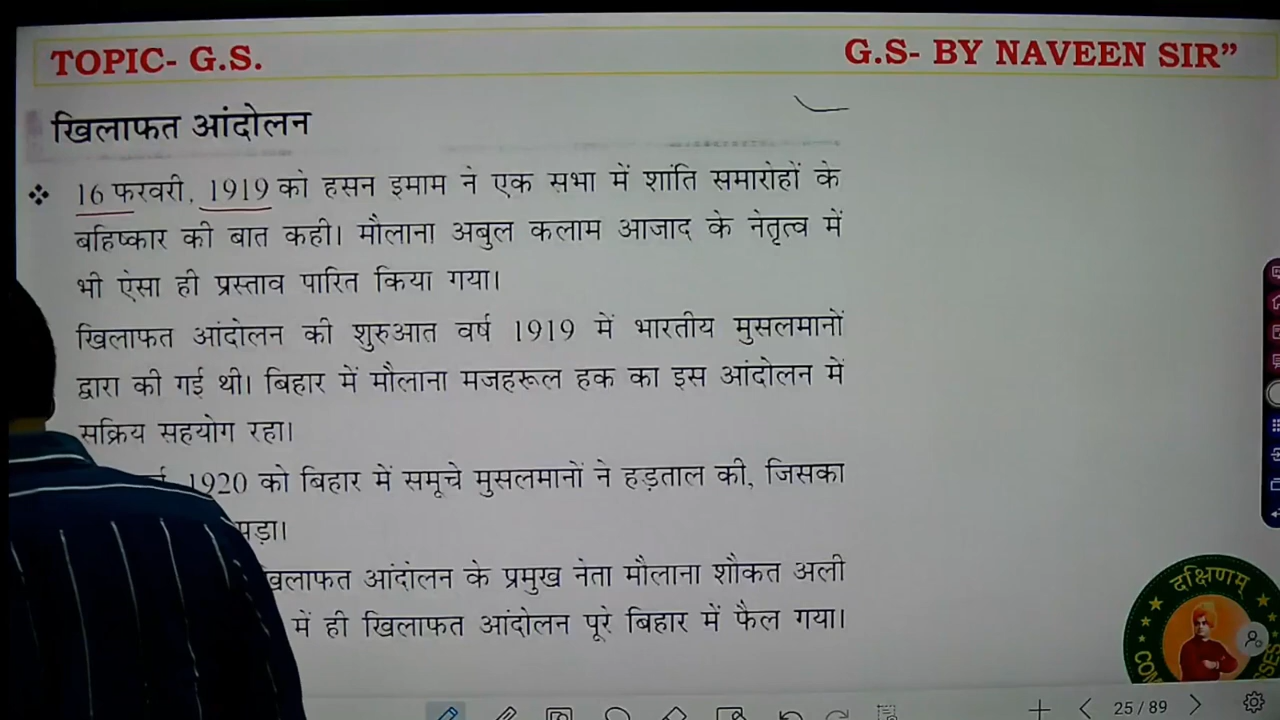 TOPIC- G.S.
G.S- BY NAVEEN SIR”
खिलाफत आंदोलन
❖ 16 फरवरी, 1919 को हसन इमाम ने एक सभा में शांति समारोहों के
बहिष्कार की बात कही। मौलाना अबुल कलाम आजाद के नेतृत्व में
भी ऐसा ही प्रस्ताव पारित किया गया।
खिलाफत आंदोलन की शुरुआत वर्ष 1919 में भारतीय मुसलमानों
द्वारा की गई थी। बिहार में मौलाना मजहरूल हक का इस आंदोलन में
सक्रिय सहयोग रहा।
1920 को बिहार में समूचे मुसलमानों ने हड़ताल की, जिसका
पड़ा।
खिलाफत आंदोलन के प्रमुख नेता मौलाना शौकत अली
में ही खिलाफत आंदोलन पूरे बिहार में फैल गया।
दक्षिणम्
25 / 89